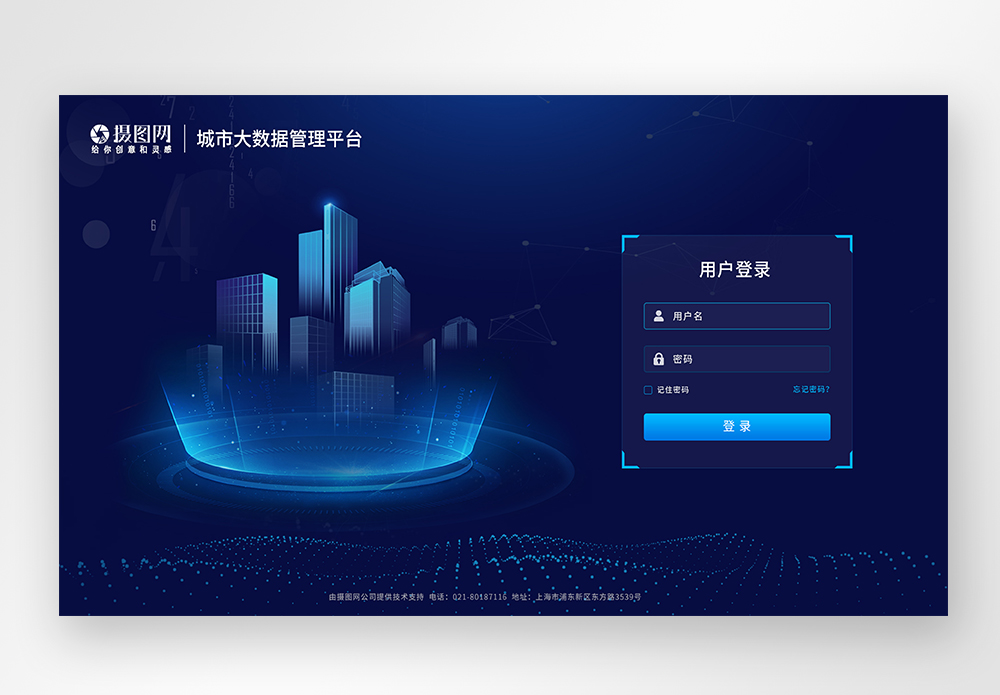 摄图网
给你创意和灵感
城市大数据管理平台
6
用户登录
用户名
密码
记住密码
忘记密码?
登录
由摄图网公司提供技术支持 电话：021-80187116 地址：上海市浦东新区东方路3539号